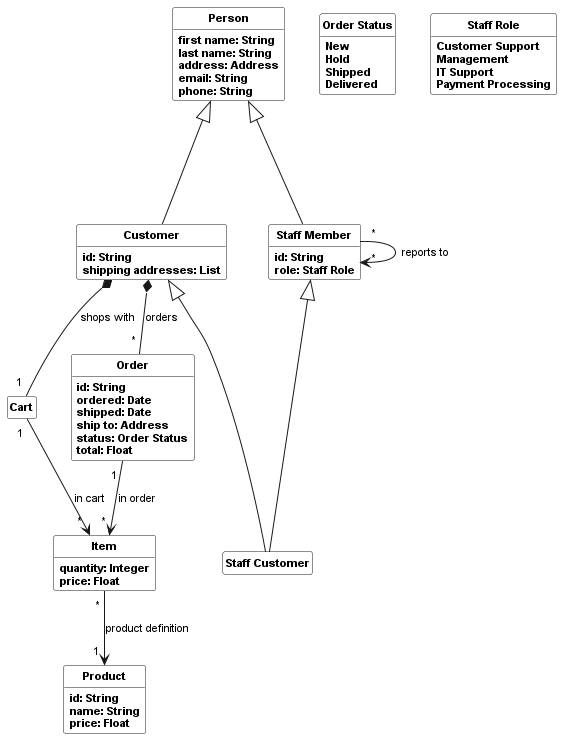 Person
first name: String
last name: String
address: Address
email: String
phone: String
Order Status
New
Hold
Shipped
Delivered
Staff Role
Customer Support
Management
IT Support
Payment Processing
Customer
id: String
shipping addresses: List
Staff Member
id: String
role: Staff Role
*
*
reports to
shops with
orders
*
1
Order
id: String
ordered: Date
shipped: Date
ship to: Address
status: Order Status
total: Float
Cart
1
1
in cart
in order
*
*
Item
quantity: Integer
price: Float
Staff Customer
*
product definition
1
Product
id: String
name: String
price: Float